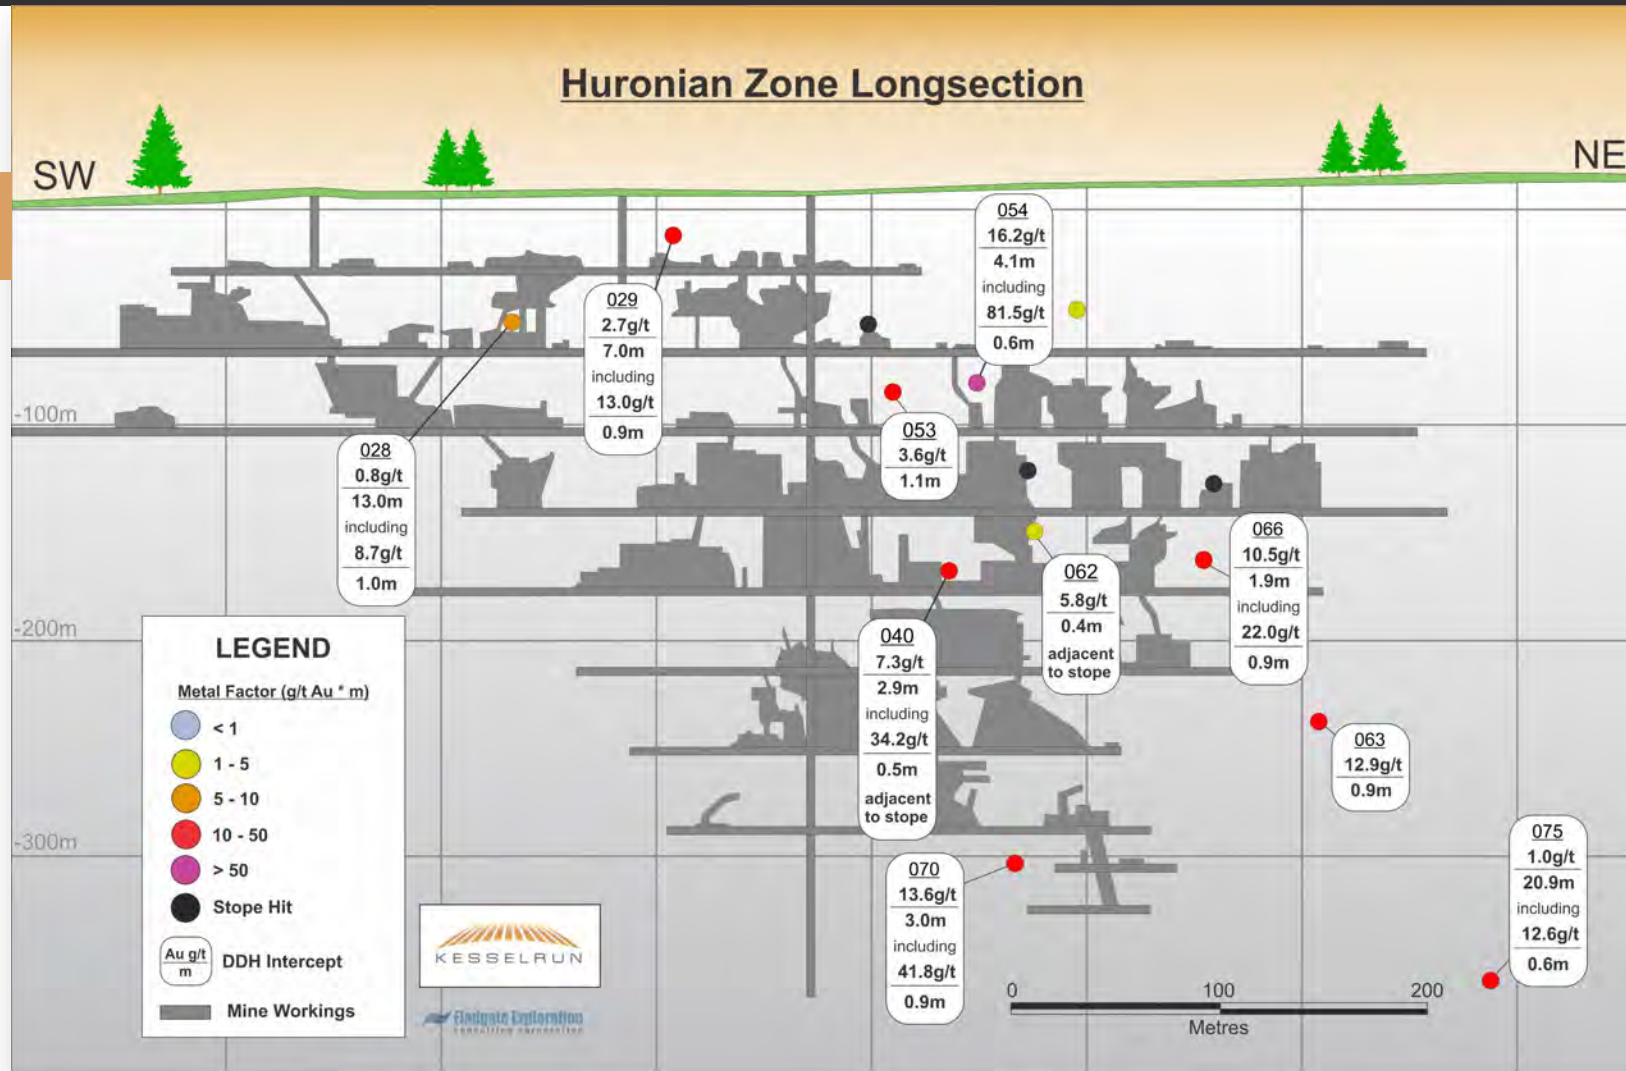 Huronian Zone Longsection
SW
NE
-100m
-200m
-300m
054
16.2g/t
4.1m
including
81.5g/t
0.6m
029
2.7g/t
7.0m
including
13.0g/t
0.9m
053
3.6g/t
1.1m
028
0.8g/t
13.0m
including
8.7g/t
1.0m
066
10.5g/t
1.9m
including
22.0g/t
0.9m
062
5.8g/t
0.4m
adjacent
to stope
040
7.3g/t
2.9m
including
34.2g/t
0.5m
adjacent
to stope
063
12.9g/t
0.9m
075
1.0g/t
20.9m
including
12.6g/t
0.6m
070
13.6g/t
3.0m
including
41.8g/t
0.9m
LEGEND
Metal Factor (g/t Au * m)
< 1
1 - 5
5 - 10
10 - 50
> 50
Stope Hit
Au g/t
m
DDH Intercept
Mine Workings
KESSELRUN
Fladgate Exploration
0 100 200
Metres